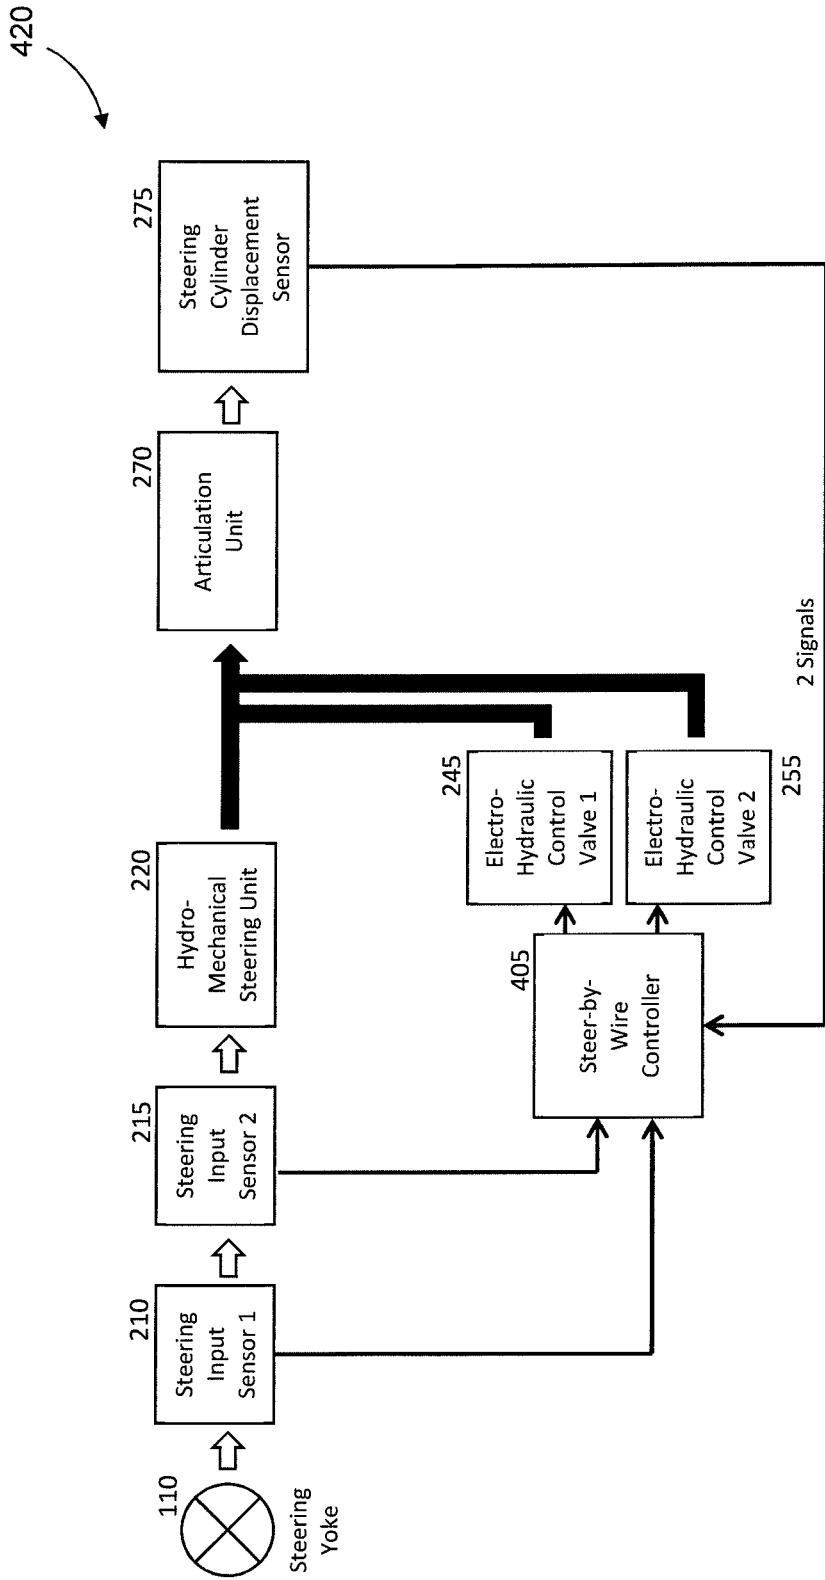 420
110
Steering
Yoke
210
Steering
Input
Sensor 1
215
Steering
Input
Sensor 2
220
Hydro-
Mechanical
Steering Unit
270
Articulation
Unit
275
Steering
Cylinder
Displacement
Sensor
405
Steer-by-
Wire
Controller
245
Electro-
Hydraulic
Control
Valve 1
Electro-
Hydraulic
Control
Valve 2
255
2 Signals